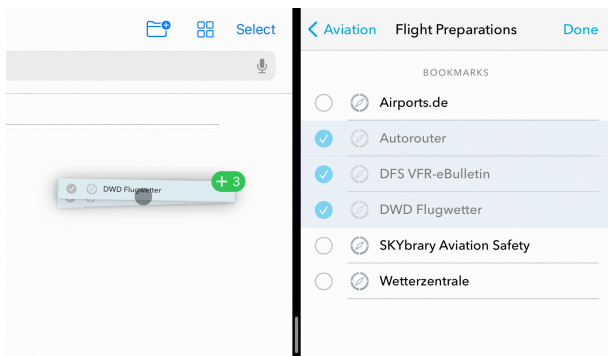 Select
DWD Flugwetter
+ 3
Aviation
Flight Preparations
Done
BOOKMARKS
Airports.de
Autorouter
DFS VFR-eBulletin
DWD Flugwetter
SKYbrary Aviation Safety
Wetterzentrale